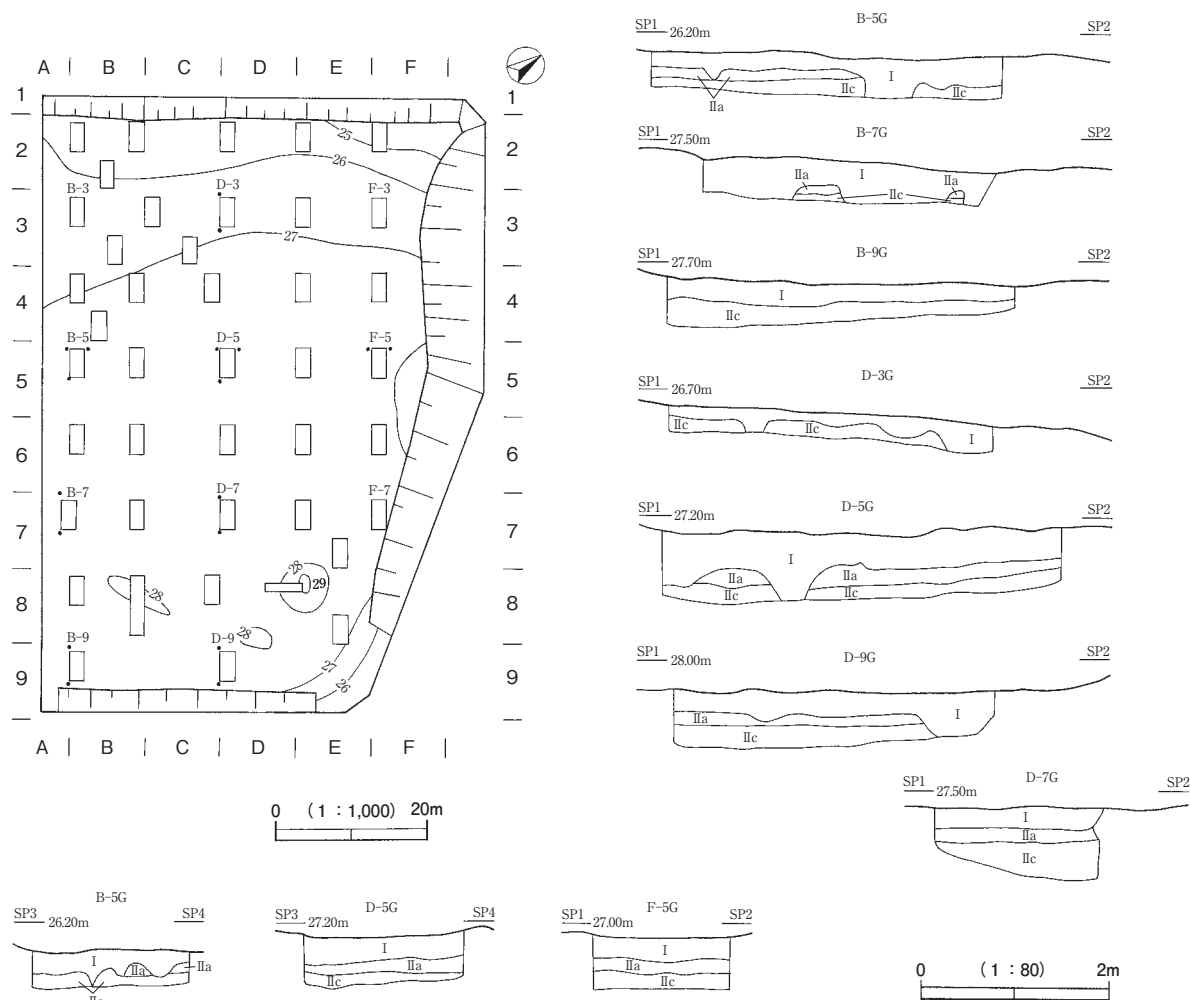 A B C D E F
1 1
2 2
3 3
4 4
5 5
6 6
7 7
8 8
9 9
25
26
B-3 D-3 F-3
27
B-5 D-5 F-5
B-7 D-7 F-7
28 28 29
28
B-9 D-9
27
26
A B C D E F
0 (1:1,000) 20m
B-5G
SP1 26.20m SP2
I
Ⅱc Ⅱc
Ⅱa
B-7G
SP1 27.50m SP2
I
Ⅱa Ⅱa
Ⅱc
B-9G
SP1 27.70m SP2
I
Ⅱc
D-3G
SP1 26.70m SP2
Ⅱc Ⅱc I
D-5G
SP1 27.20m SP2
I
Ⅱa Ⅱa
Ⅱc Ⅱc
D-9G
SP1 28.00m SP2
Ⅱa I
Ⅱc
D-7G
SP1 27.50m SP2
I
Ⅱa
Ⅱc
B-5G
SP3 26.20m SP4
I
Ⅱa Ⅱa
D-5G
SP3 27.20m SP4
I
Ⅱa
Ⅱc
F-5G
SP1 27.00m SP2
I
Ⅱa
Ⅱc
0 (1:80) 2m